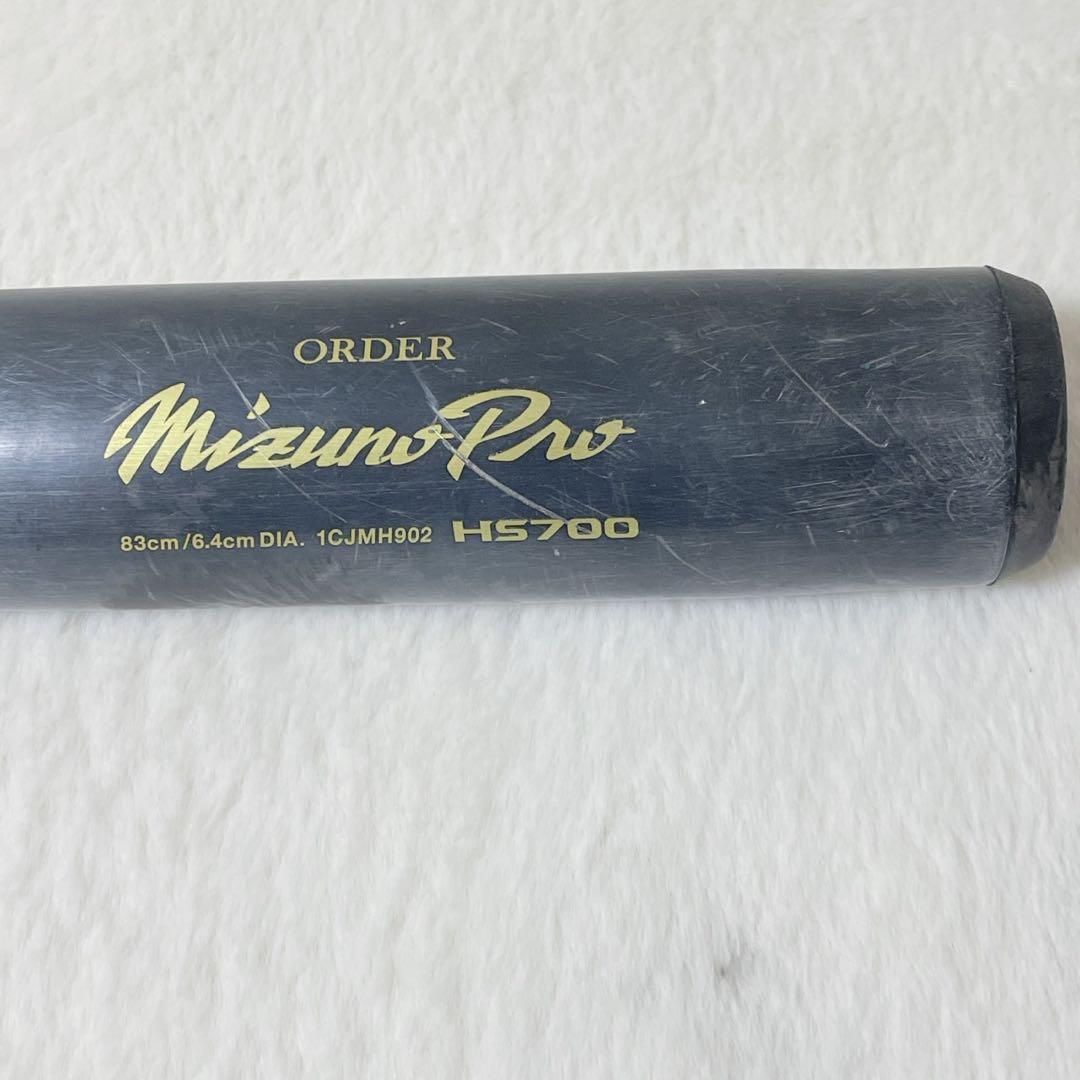 ORDER
Mizuno Pro
83cm/6.4cm DIA. 1CJMH902 HS700